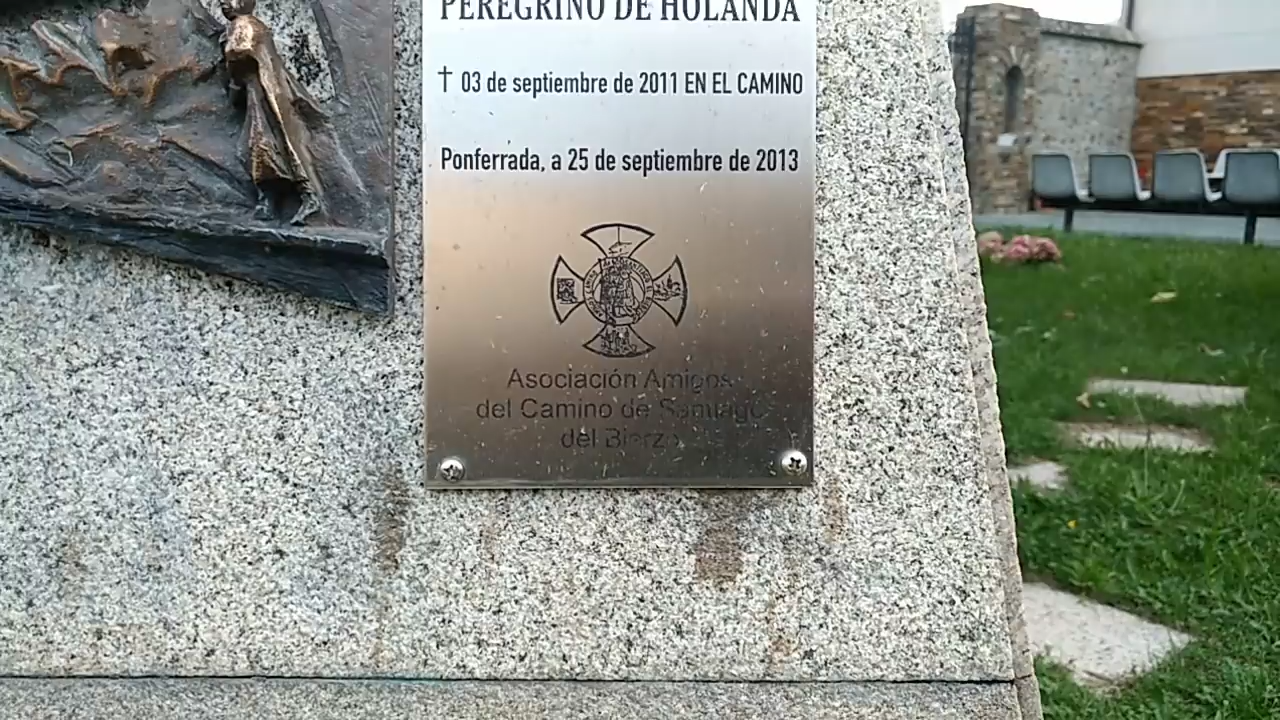 PEREGRINO DE HOLANDA
† 03 de septiembre de 2011 EN EL CAMINO
Ponferrada, a 25 de septiembre de 2013
Asociación Amigos
del Camino de Santiago
del Bierzo